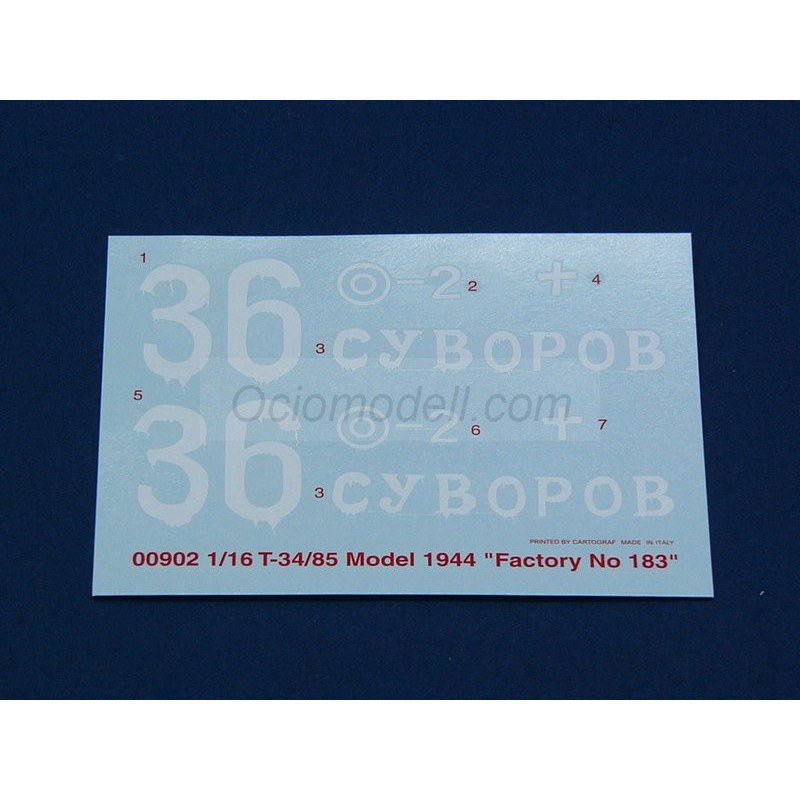 1
36
◎-2
2
+
4
3
СУВОРОВ
Ociomodell.com
5
36
◎-2
6
+
7
3
СУВОРОВ
PRINTED BY CARTOGRAF MADE IN ITALY
00902 1/16 T-34/85 Model 1944 "Factory No 183"